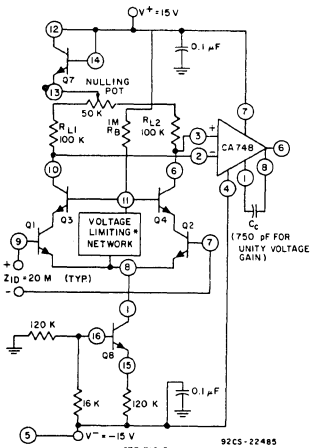 V+=15 V
12
14
0.1 µF
Q7
13
NULLING
POT
50K
7
RL1
100 K
1M
RB
RL2
100 K
3
+
CA748
6
2
-
8
4
1
10
6
CC
(750 pF FOR
UNITY VOLTAGE
GAIN)
11
Q3
Q4
Q1
VOLTAGE
LIMITING*
NETWORK
Q2
9
7
+
ZID=20 M (TYP.)
-
8
1
120 K
16
Q8
15
16 K
120 K
0.1 µF
5
V-=-15 V
92CS-22485